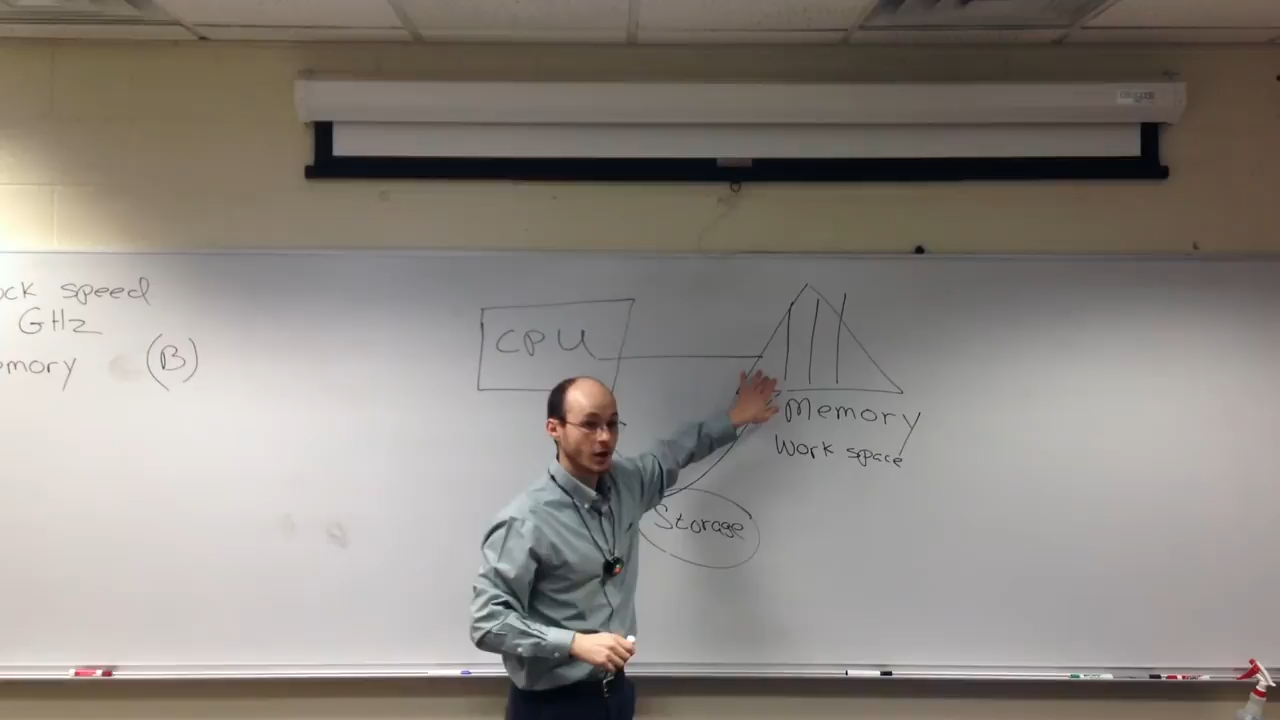 ock speed
GHz
emory (B)
CPU
Memory
Work space
Storage